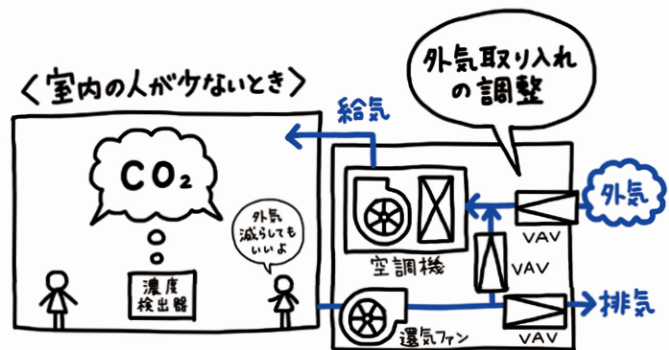 〈室内の人が少ないとき〉
外気取り入れ
の調整
給気
CO₂
外気
減らしても
いいよ
濃度
検出器
空調機
外気
VAV
VAV
還気ファン
排気
VAV